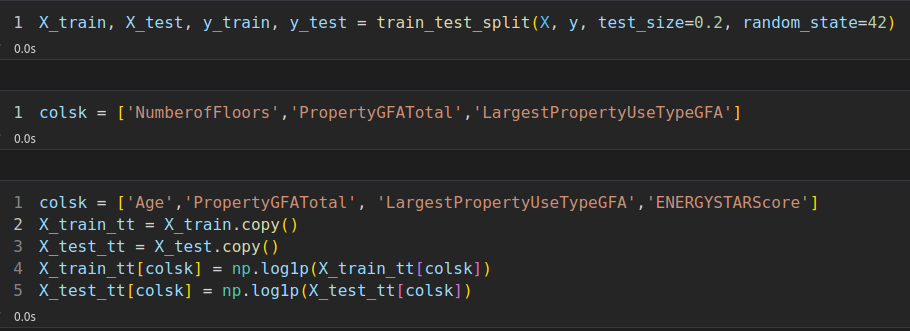 1 X_train, X_test, y_train, y_test = train_test_split(X, y, test_size=0.2, random_state=42)
0.0s
1 colsk = ['NumberofFloors','PropertyGFATotal','LargestPropertyUseTypeGFA']
0.0s
1 colsk = ['Age','PropertyGFATotal', 'LargestPropertyUseTypeGFA','ENERGYSTARScore']
2 X_train_tt = X_train.copy()
3 X_test_tt = X_test.copy()
4 X_train_tt[colsk] = np.log1p(X_train_tt[colsk])
5 X_test_tt[colsk] = np.log1p(X_test_tt[colsk])
0.0s